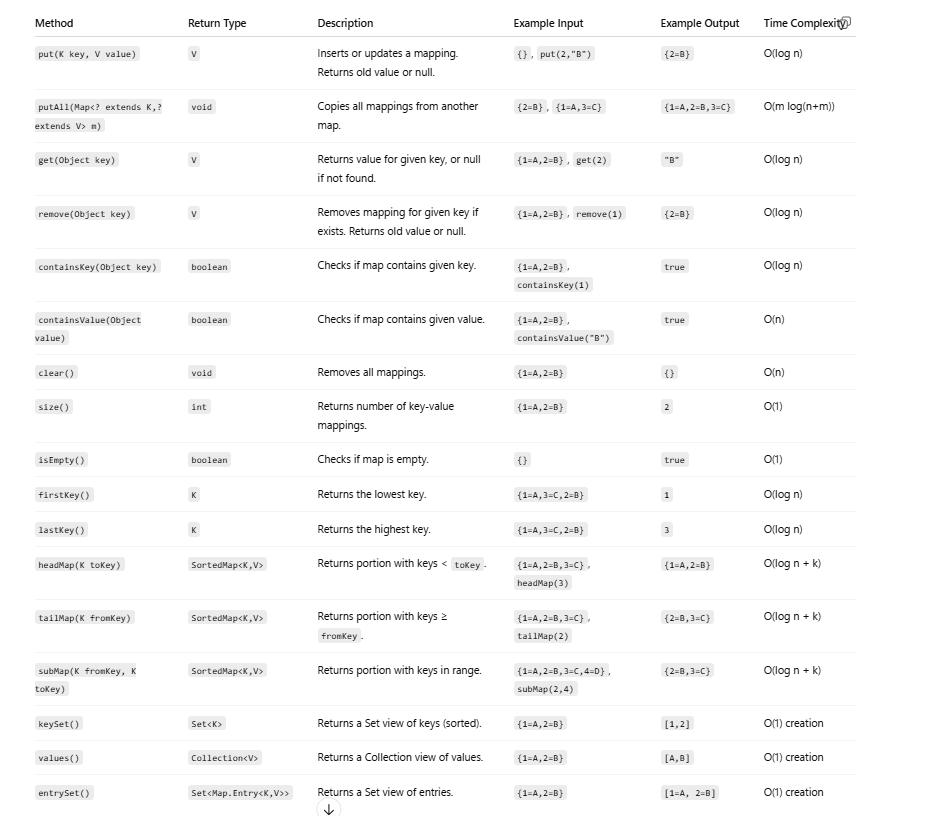 Method Return Type Description Example Input Example Output Time Complexity
put(K key, V value) V Inserts or updates a mapping. Returns old value or null. {} , put(2,"B") {2=B} O(log n)
putAll(Map<? extends K,? extends V> m) void Copies all mappings from another map. {2=B} , {1=A,3=C} {1=A,2=B,3=C} O(m log(n+m))
get(Object key) V Returns value for given key, or null if not found. {1=A,2=B} , get(2) "B" O(log n)
remove(Object key) V Removes mapping for given key if exists. Returns old value or null. {1=A,2=B} , remove(1) {2=B} O(log n)
containsKey(Object key) boolean Checks if map contains given key. {1=A,2=B} , containsKey(1) true O(log n)
containsValue(Object value) boolean Checks if map contains given value. {1=A,2=B} , containsValue("B") true O(n)
clear() void Removes all mappings. {1=A,2=B} {} O(n)
size() int Returns number of key-value mappings. {1=A,2=B} 2 O(1)
isEmpty() boolean Checks if map is empty. {} true O(1)
firstKey() K Returns the lowest key. {1=A,3=C,2=B} 1 O(log n)
lastKey() K Returns the highest key. {1=A,3=C,2=B} 3 O(log n)
headMap(K toKey) SortedMap<K,V> Returns portion with keys < toKey . {1=A,2=B,3=C} , headMap(3) {1=A,2=B} O(log n + k)
tailMap(K fromKey) SortedMap<K,V> Returns portion with keys ≥ fromKey . {1=A,2=B,3=C} , tailMap(2) {2=B,3=C} O(log n + k)
subMap(K fromKey, K toKey) SortedMap<K,V> Returns portion with keys in range. {1=A,2=B,3=C,4=D} , subMap(2,4) {2=B,3=C} O(log n + k)
keySet() Set<K> Returns a Set view of keys (sorted). {1=A,2=B} [1,2] O(1) creation
values() Collection<V> Returns a Collection view of values. {1=A,2=B} [A,B] O(1) creation
entrySet() Set<Map.Entry<K,V>> Returns a Set view of entries. {1=A,2=B} [1=A, 2=B] O(1) creation